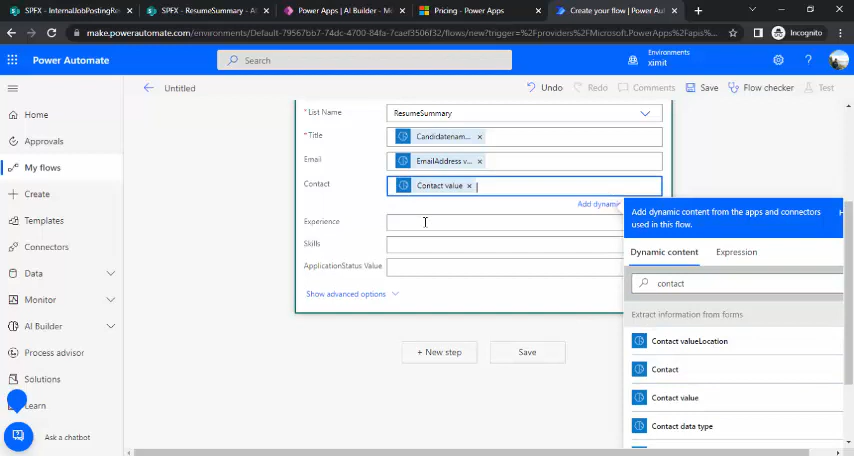 SPFX - InternalJobPostingRe
SPFX - ResumeSummary - A
Power Apps | AI Builder - M
Pricing - Power Apps
Create your flow | Power Aut
make.powerautomate.com/environments/Default-79567bb7-74dc-4700-84fa-7caef3506f32/flows/new?trigger=%2Fproviders%2FMicrosoft.PowerApps%2Fapis
Incognito
Power Automate
Search
Environments
ximit
Untitled
Undo
Redo
Comments
Save
Flow checker
Test
Home
Approvals
My flows
Create
Templates
Connectors
Data
Monitor
AI Builder
Process advisor
Solutions
Learn
Ask a chatbot
* List Name
ResumeSummary
* Title
Candidatenam...
Email
EmailAddress v...
Contact
Contact value
Add dynamic
Experience
Skills
ApplicationStatus Value
Show advanced options
+ New step
Save
Add dynamic content from the apps and connectors
used in this flow.
Dynamic content
Expression
contact
Extract information from forms
Contact valueLocation
Contact
Contact value
Contact data type